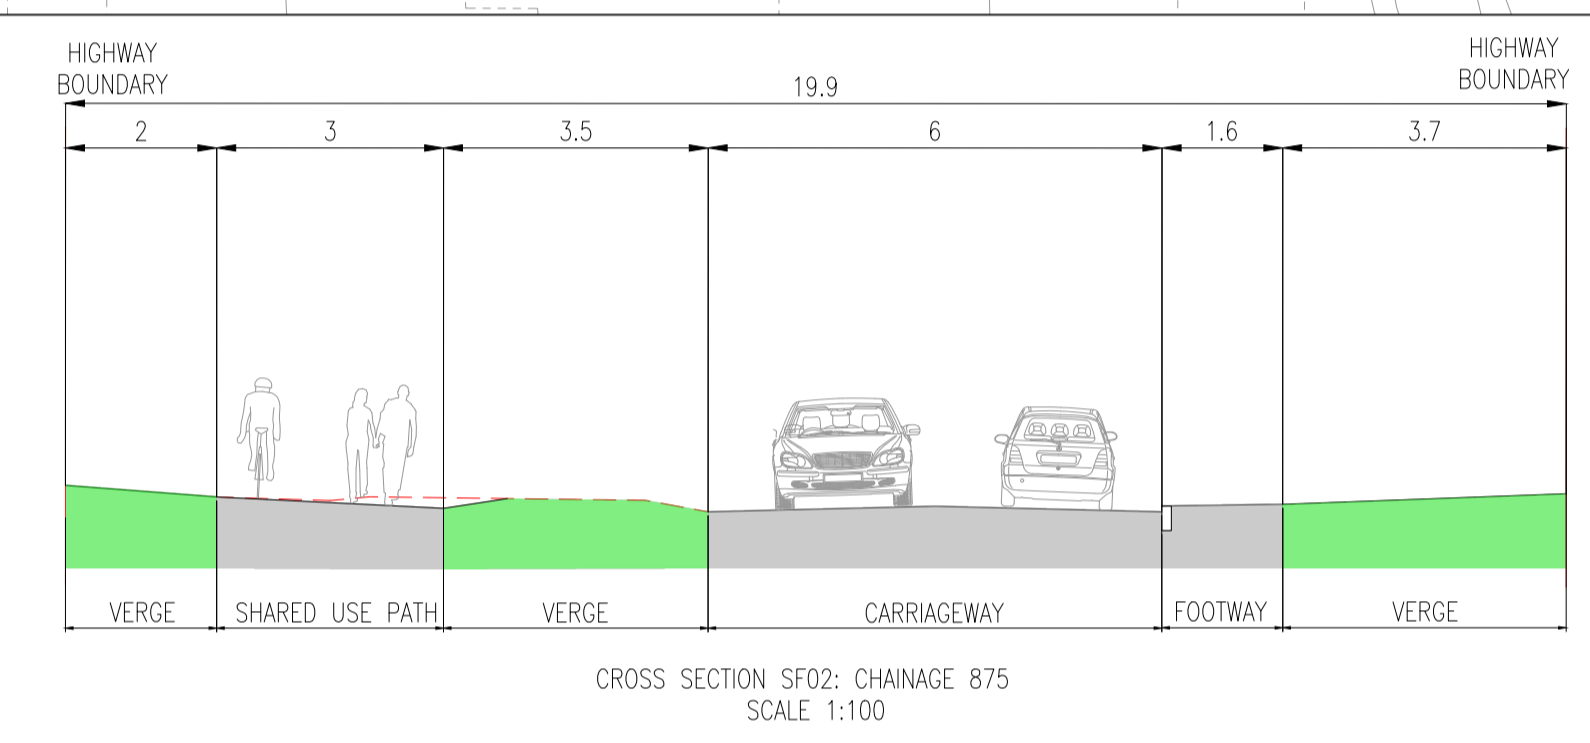 HIGHWAY
BOUNDARY
HIGHWAY
BOUNDARY
19.9
2 3 3.5 6 1.6 3.7
VERGE SHARED USE PATH VERGE CARRIAGEWAY FOOTWAY VERGE
CROSS SECTION SF02: CHAINAGE 875
SCALE 1:100